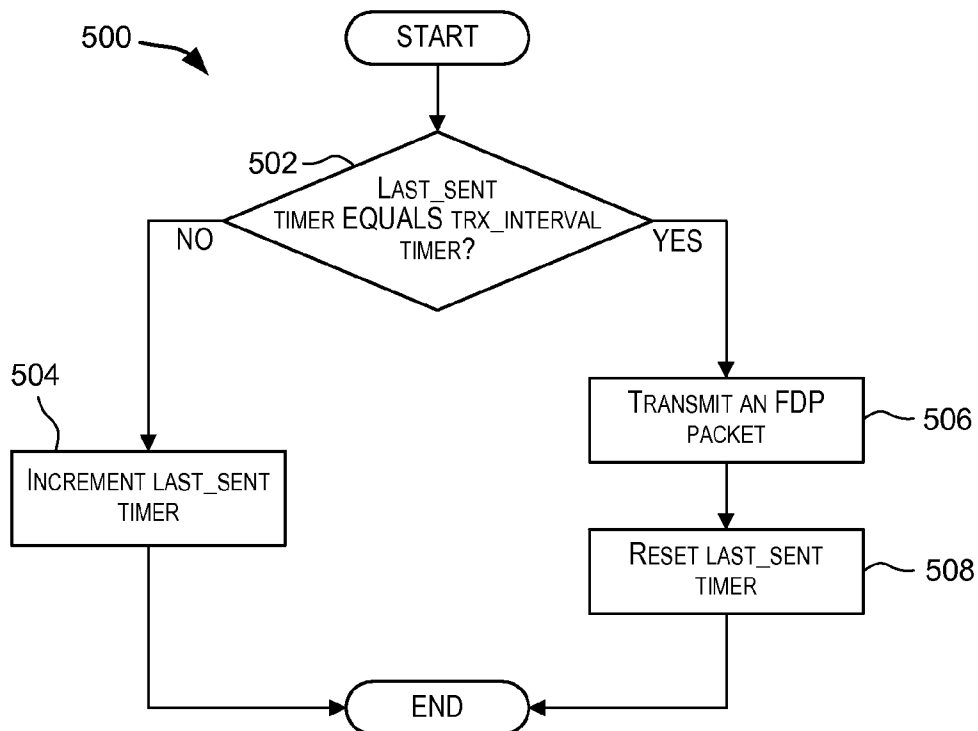 500
START
502
LAST_SENT
TIMER EQUALS TRX_INTERVAL
TIMER?
NO
YES
504
INCREMENT LAST_SENT
TIMER
TRANSMIT AN FDP
PACKET
506
RESET LAST_SENT
TIMER
508
END